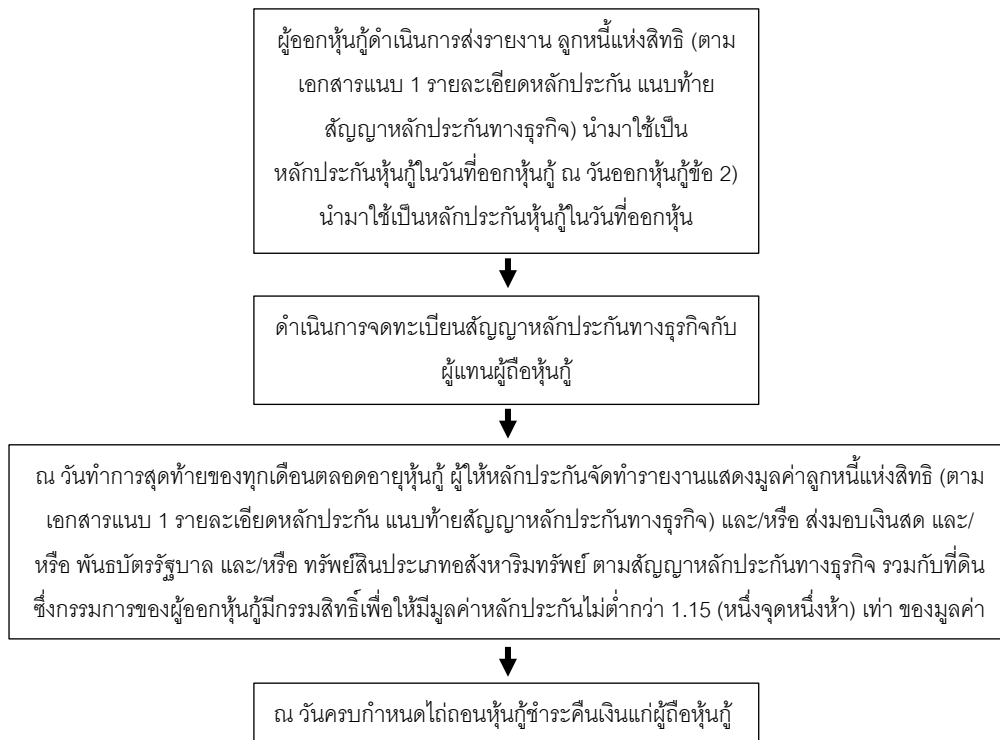 ผู้ออกหุ้นกู้ดำเนินการส่งรายงาน ลูกหนี้แห่งสิทธิ (ตาม
เอกสารแนบ 1 รายละเอียดหลักประกัน แนบท้าย
สัญญาหลักประกันทางธุรกิจ) นำมาใช้เป็น
หลักประกันหุ้นกู้ในวันที่ออกหุ้นกู้ ณ วันออกหุ้นกู้ข้อ 2)
นำมาใช้เป็นหลักประกันหุ้นกู้ในวันที่ออกหุ้น
ดำเนินการจดทะเบียนสัญญาหลักประกันทางธุรกิจกับ
ผู้แทนผู้ถือหุ้นกู้
ณ วันทำการสุดท้ายของทุกเดือนตลอดอายุหุ้นกู้ ผู้ให้หลักประกันจัดทำรายงานแสดงมูลค่าลูกหนี้แห่งสิทธิ (ตาม
เอกสารแนบ 1 รายละเอียดหลักประกัน แนบท้ายสัญญาหลักประกันทางธุรกิจ) และ/หรือ ส่งมอบเงินสด และ/
หรือ พันธบัตรรัฐบาล และ/หรือ ทรัพย์สินประเภทอสังหาริมทรัพย์ ตามสัญญาหลักประกันทางธุรกิจ รวมกับที่ดิน
ซึ่งกรรมการของผู้ออกหุ้นกู้มีกรรมสิทธิ์เพื่อให้มีมูลค่าหลักประกันไม่ต่ำกว่า 1.15 (หนึ่งจุดหนึ่งห้า) เท่า ของมูลค่า
ณ วันครบกำหนดไถ่ถอนหุ้นกู้ชำระคืนเงินแก่ผู้ถือหุ้นกู้